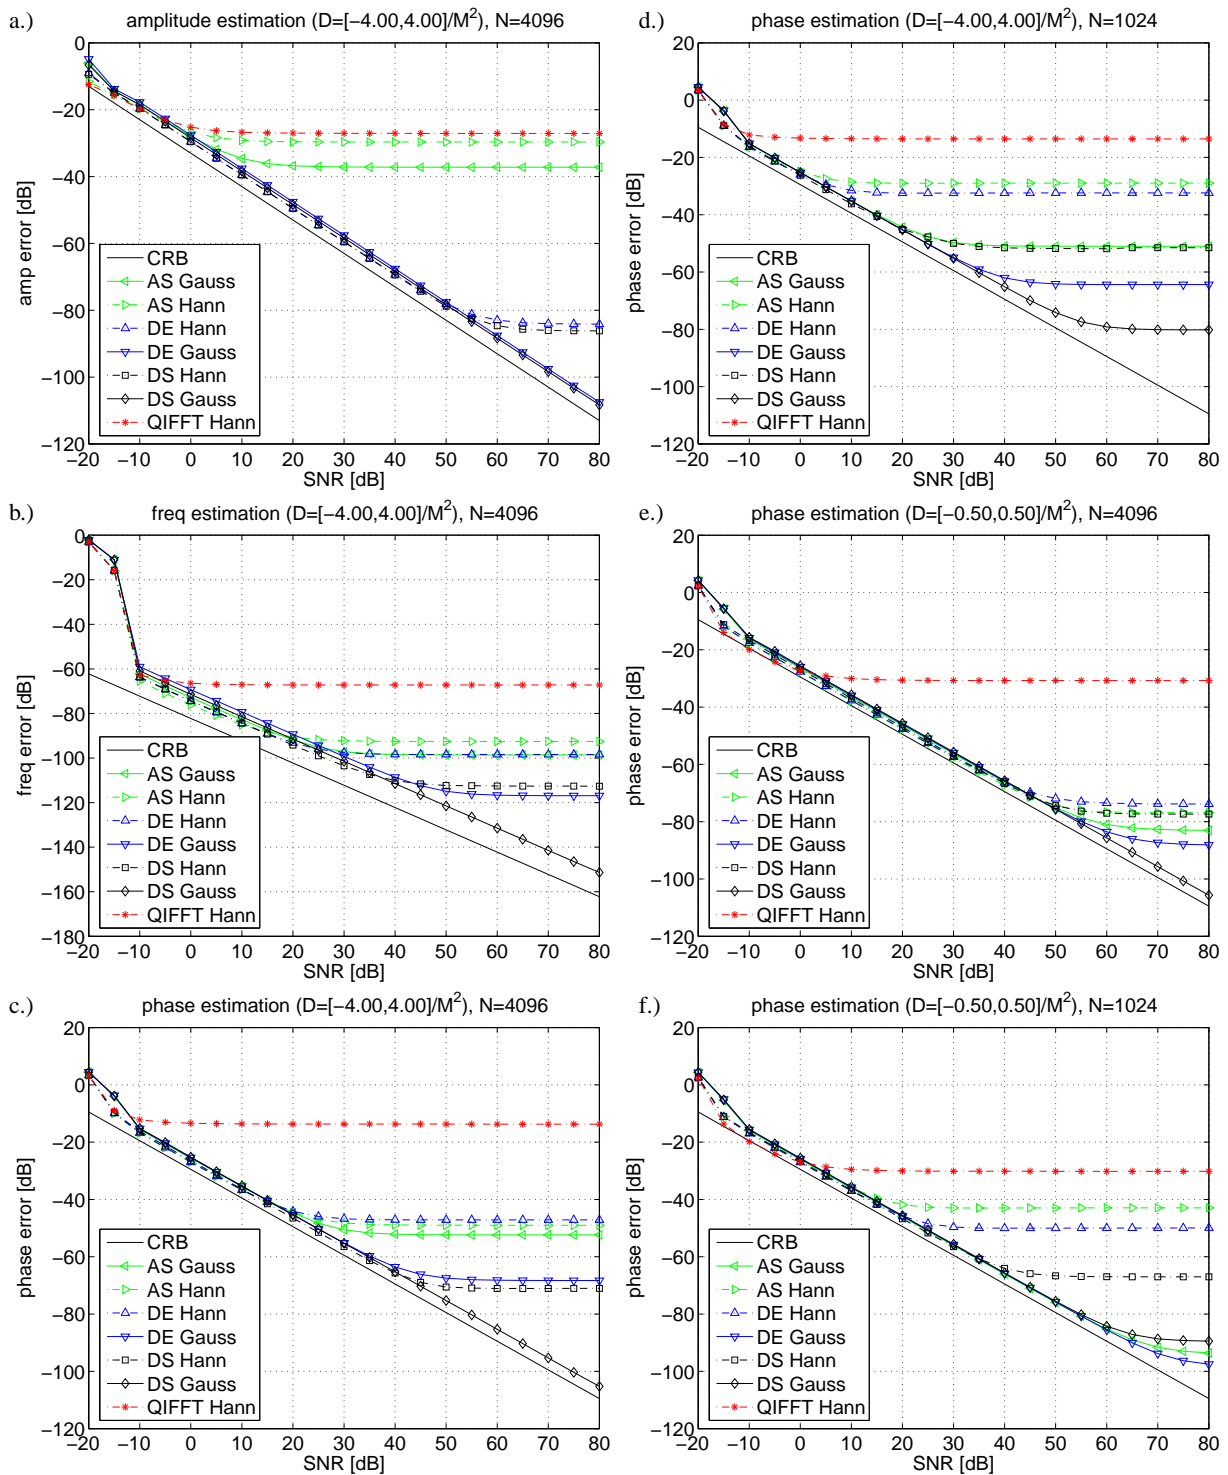 a.)
amplitude estimation (D=[−4.00,4.00]/M²), N=4096
0
−20
−40
−60
−80
−100
−120
amp error [dB]
CRB
AS Gauss
AS Hann
DE Hann
DE Gauss
DS Hann
DS Gauss
QIFFT Hann
−20 −10 0 10 20 30 40 50 60 70 80
SNR [dB]
d.)
phase estimation (D=[−4.00,4.00]/M²), N=1024
20
0
−20
−40
−60
−80
−100
−120
phase error [dB]
CRB
AS Gauss
AS Hann
DE Hann
DE Gauss
DS Hann
DS Gauss
QIFFT Hann
−20 −10 0 10 20 30 40 50 60 70 80
SNR [dB]
b.)
freq estimation (D=[−4.00,4.00]/M²), N=4096
0
−20
−40
−60
−80
−100
−120
−140
−160
−180
freq error [dB]
CRB
AS Gauss
AS Hann
DE Hann
DE Gauss
DS Hann
DS Gauss
QIFFT Hann
−20 −10 0 10 20 30 40 50 60 70 80
SNR [dB]
e.)
phase estimation (D=[−0.50,0.50]/M²), N=4096
20
0
−20
−40
−60
−80
−100
−120
phase error [dB]
CRB
AS Gauss
AS Hann
DE Hann
DE Gauss
DS Hann
DS Gauss
QIFFT Hann
−20 −10 0 10 20 30 40 50 60 70 80
SNR [dB]
c.)
phase estimation (D=[−4.00,4.00]/M²), N=4096
20
0
−20
−40
−60
−80
−100
−120
phase error [dB]
CRB
AS Gauss
AS Hann
DE Hann
DE Gauss
DS Hann
DS Gauss
QIFFT Hann
−20 −10 0 10 20 30 40 50 60 70 80
SNR [dB]
f.)
phase estimation (D=[−0.50,0.50]/M²), N=1024
20
0
−20
−40
−60
−80
−100
−120
phase error [dB]
CRB
AS Gauss
AS Hann
DE Hann
DE Gauss
DS Hann
DS Gauss
QIFFT Hann
−20 −10 0 10 20 30 40 50 60 70 80
SNR [dB]